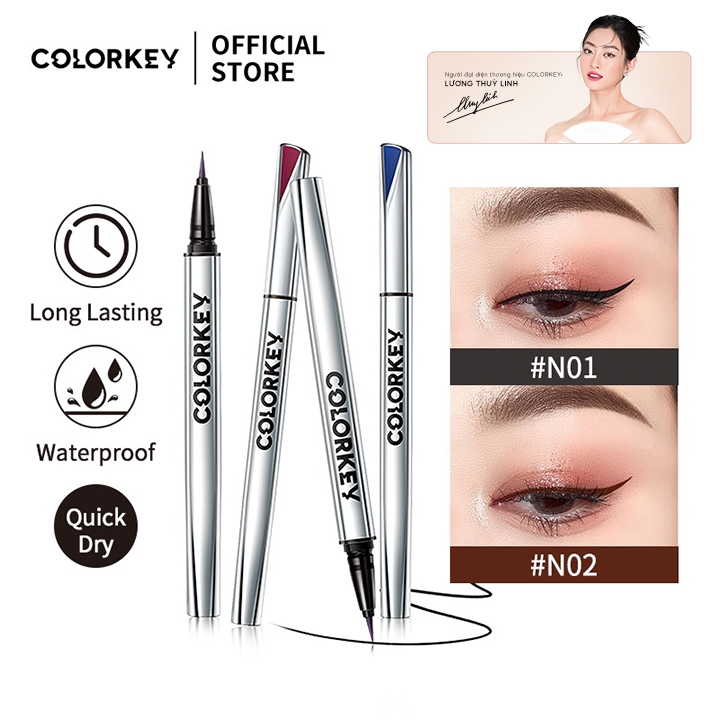 COLORKEY
OFFICIAL
STORE
Người đại diện thương hiệu COLORKEY:
LƯƠNG THUỲ LINH
Long Lasting
Waterproof
Quick
Dry
COLORKEY
COLORKEY
COLORKEY
COLORKEY
#N01
#N02